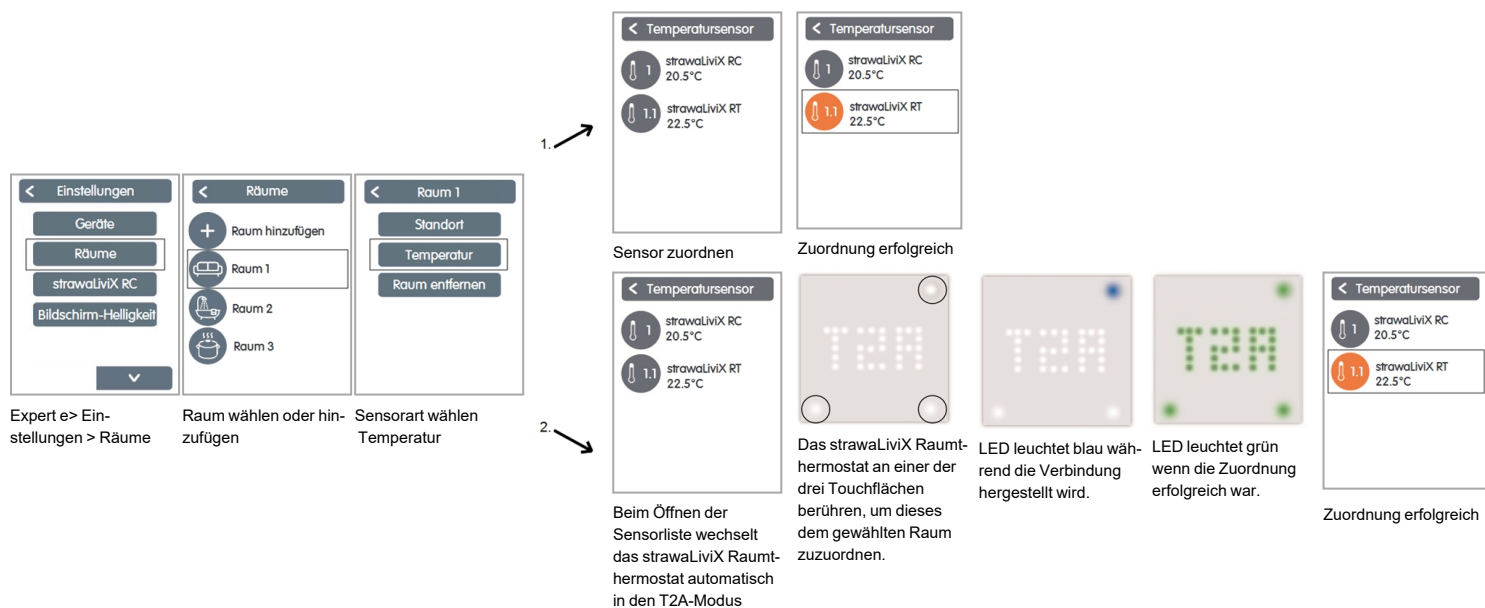 < Einstellungen
Geräte
Räume
strawaLiviX RC
Bildschirm-Helligkeit
Expert e> Ein-
stellungen > Räume
< Räume
Raum hinzufügen
Raum 1
Raum 2
Raum 3
Raum wählen oder hin-
zufügen
< Raum 1
Standort
Temperatur
Raum entfernen
Sensorart wählen
Temperatur
1.
< Temperatursensor
1
strawaLiviX RC
20.5°C
1.1
strawaLiviX RT
22.5°C
Sensor zuordnen
< Temperatursensor
1
strawaLiviX RC
20.5°C
1.1
strawaLiviX RT
22.5°C
Zuordnung erfolgreich
2.
< Temperatursensor
1
strawaLiviX RC
20.5°C
1.1
strawaLiviX RT
22.5°C
Beim Öffnen der
Sensorliste wechselt
das strawaLiviX Raumt-
hermostat automatisch
in den T2A-Modus
T2A
Das strawaLiviX Raumt-
hermostat an einer der
drei Touchflächen
berühren, um dieses
dem gewählten Raum
zuzuordnen.
T2A
LED leuchtet blau wäh-
rend die Verbindung
hergestellt wird.
T2A
LED leuchtet grün
wenn die Zuordnung
erfolgreich war.
< Temperatursensor
1
strawaLiviX RC
20.5°C
1.1
strawaLiviX RT
22.5°C
Zuordnung erfolgreich